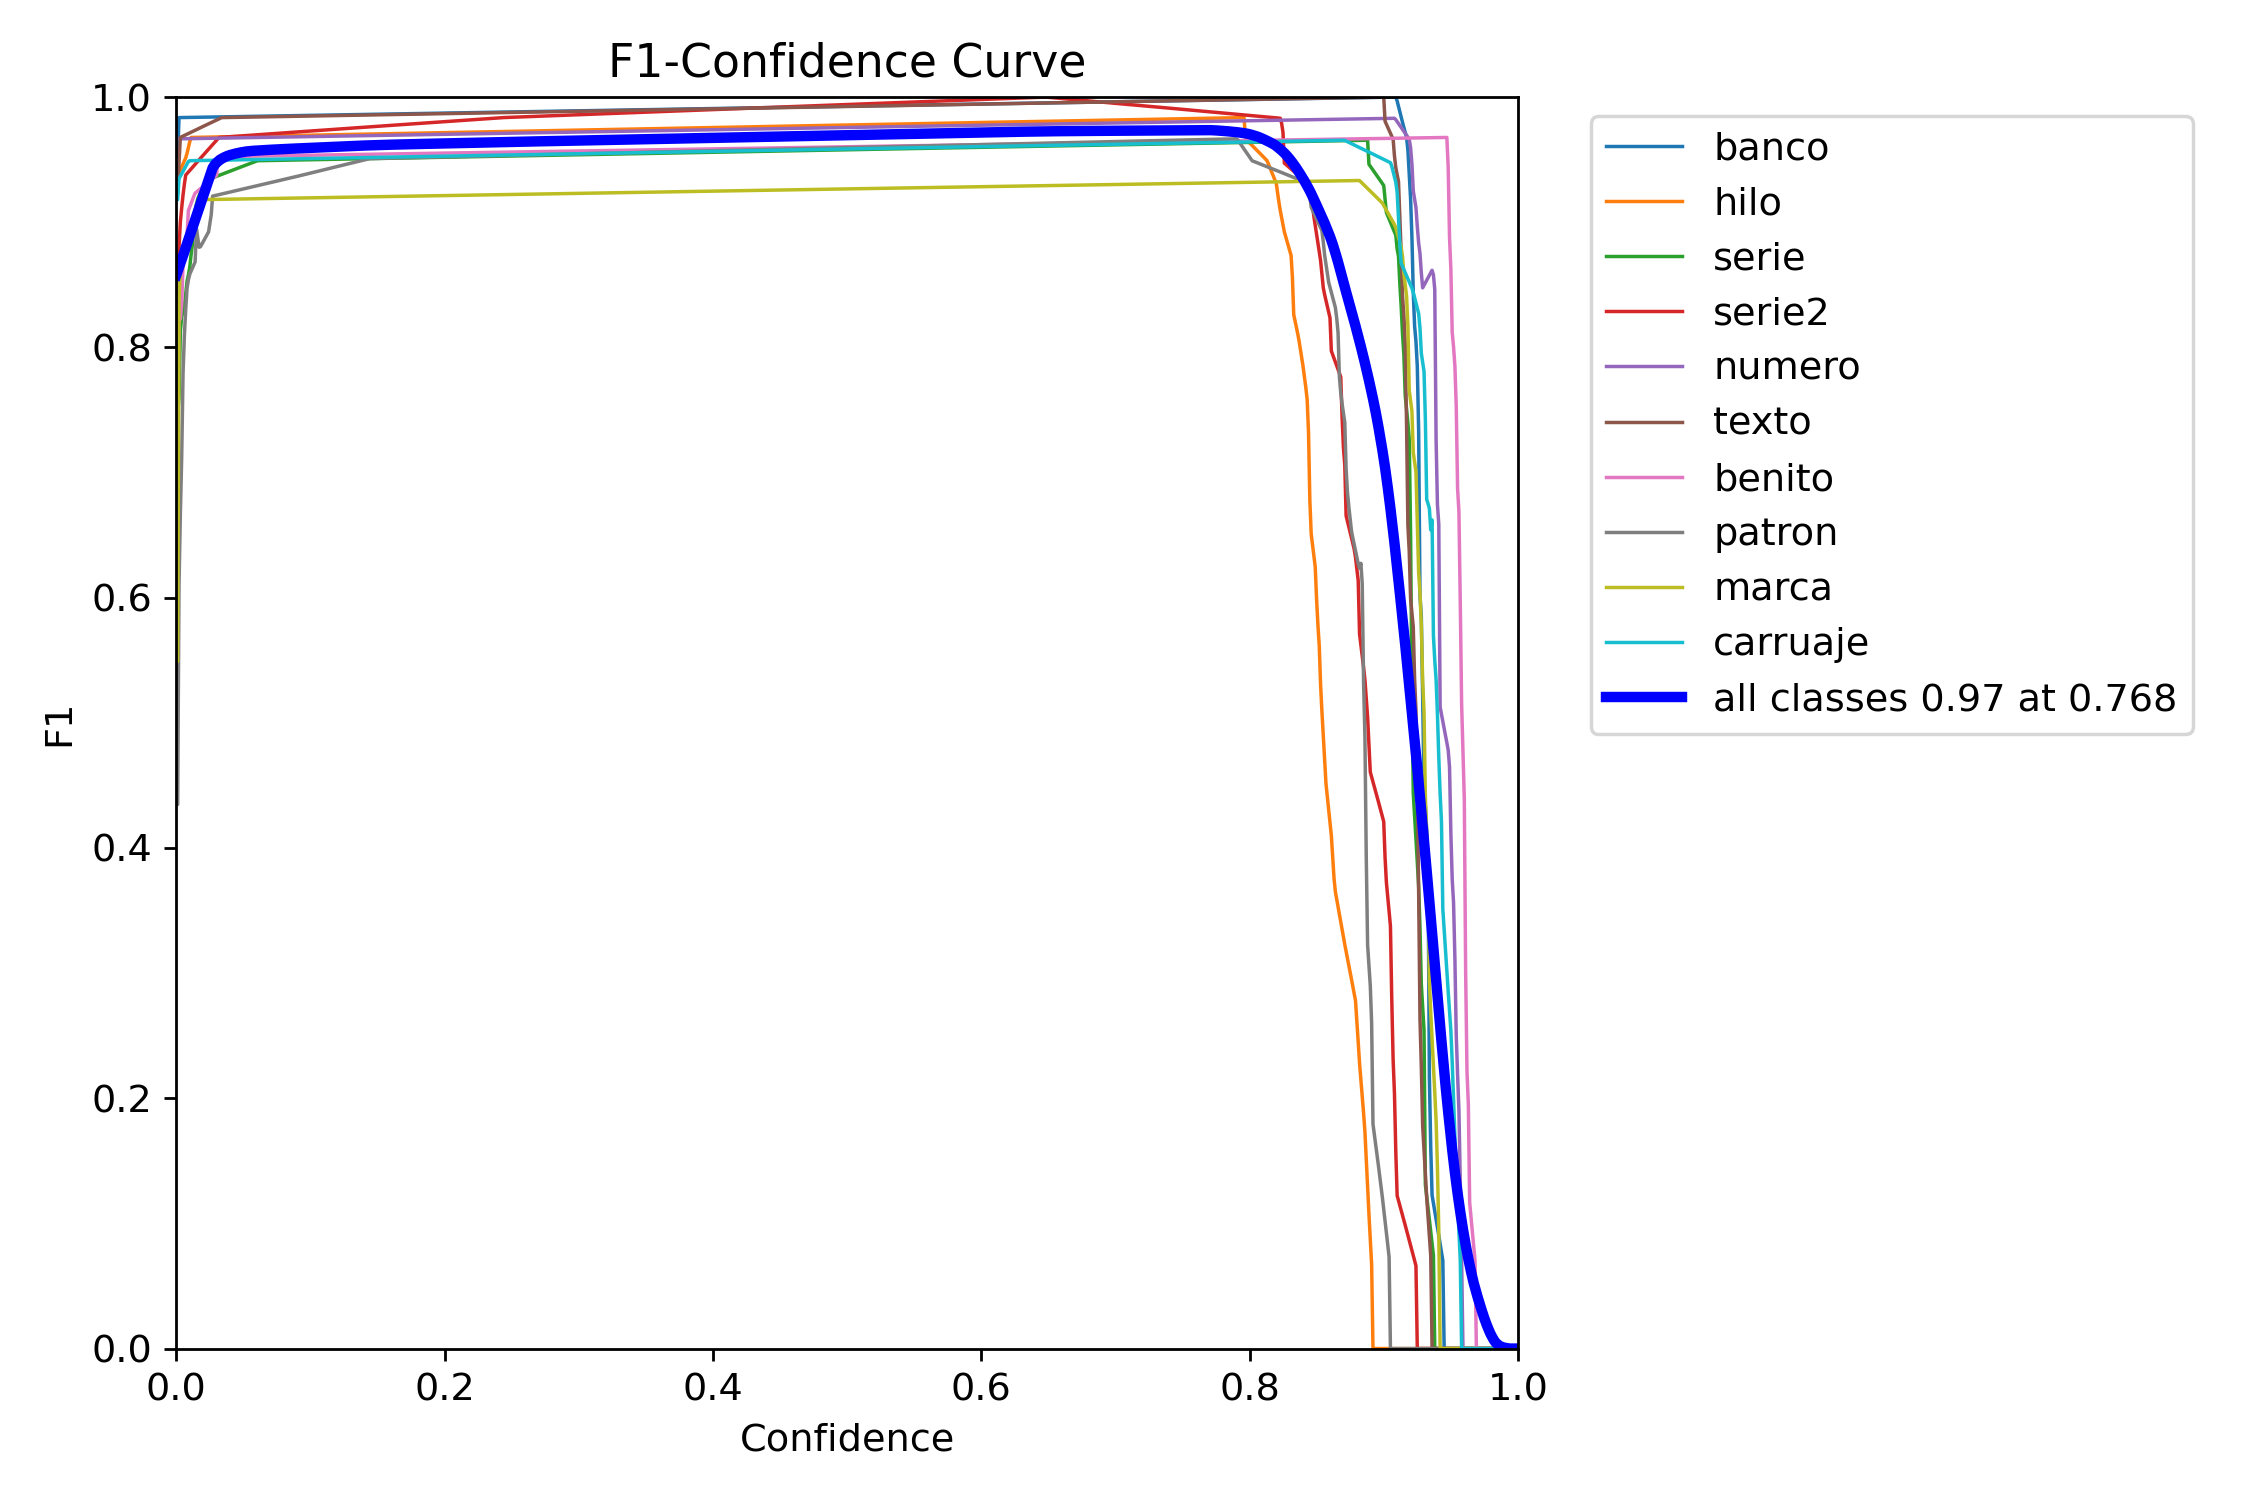 F1-Confidence Curve
1.0
0.8
0.6
0.4
0.2
0.0
F1
0.0 0.2 0.4 0.6 0.8 1.0
Confidence
banco
hilo
serie
serie2
numero
texto
benito
patron
marca
carruaje
all classes 0.97 at 0.768